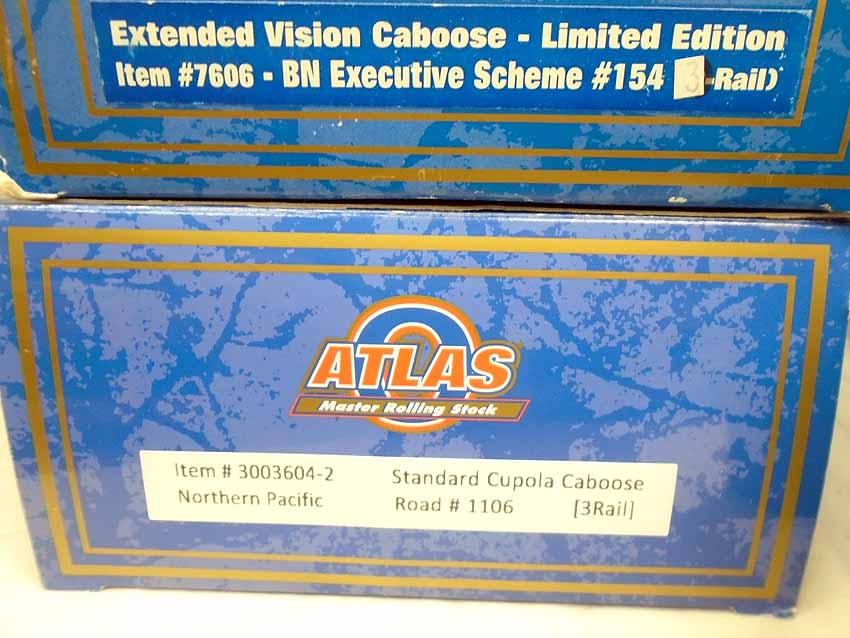 Extended Vision Caboose - Limited Edition
Item #7606 - BN Executive Scheme #154 3-Rail)
ATLAS
O
Master Rolling Stock
Item # 3003604-2 Standard Cupola Caboose
Northern Pacific Road # 1106 [3Rail]